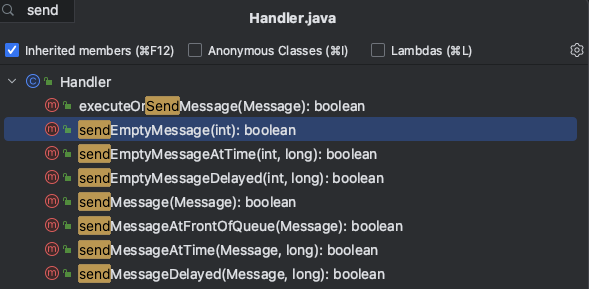 send
Handler.java
Inherited members (⌘F12) Anonymous Classes (⌘I) Lambdas (⌘L)
Handler
executeOrSendMessage(Message): boolean
sendEmptyMessage(int): boolean
sendEmptyMessageAtTime(int, long): boolean
sendEmptyMessageDelayed(int, long): boolean
sendMessage(Message): boolean
sendMessageAtFrontOfQueue(Message): boolean
sendMessageAtTime(Message, long): boolean
sendMessageDelayed(Message, long): boolean